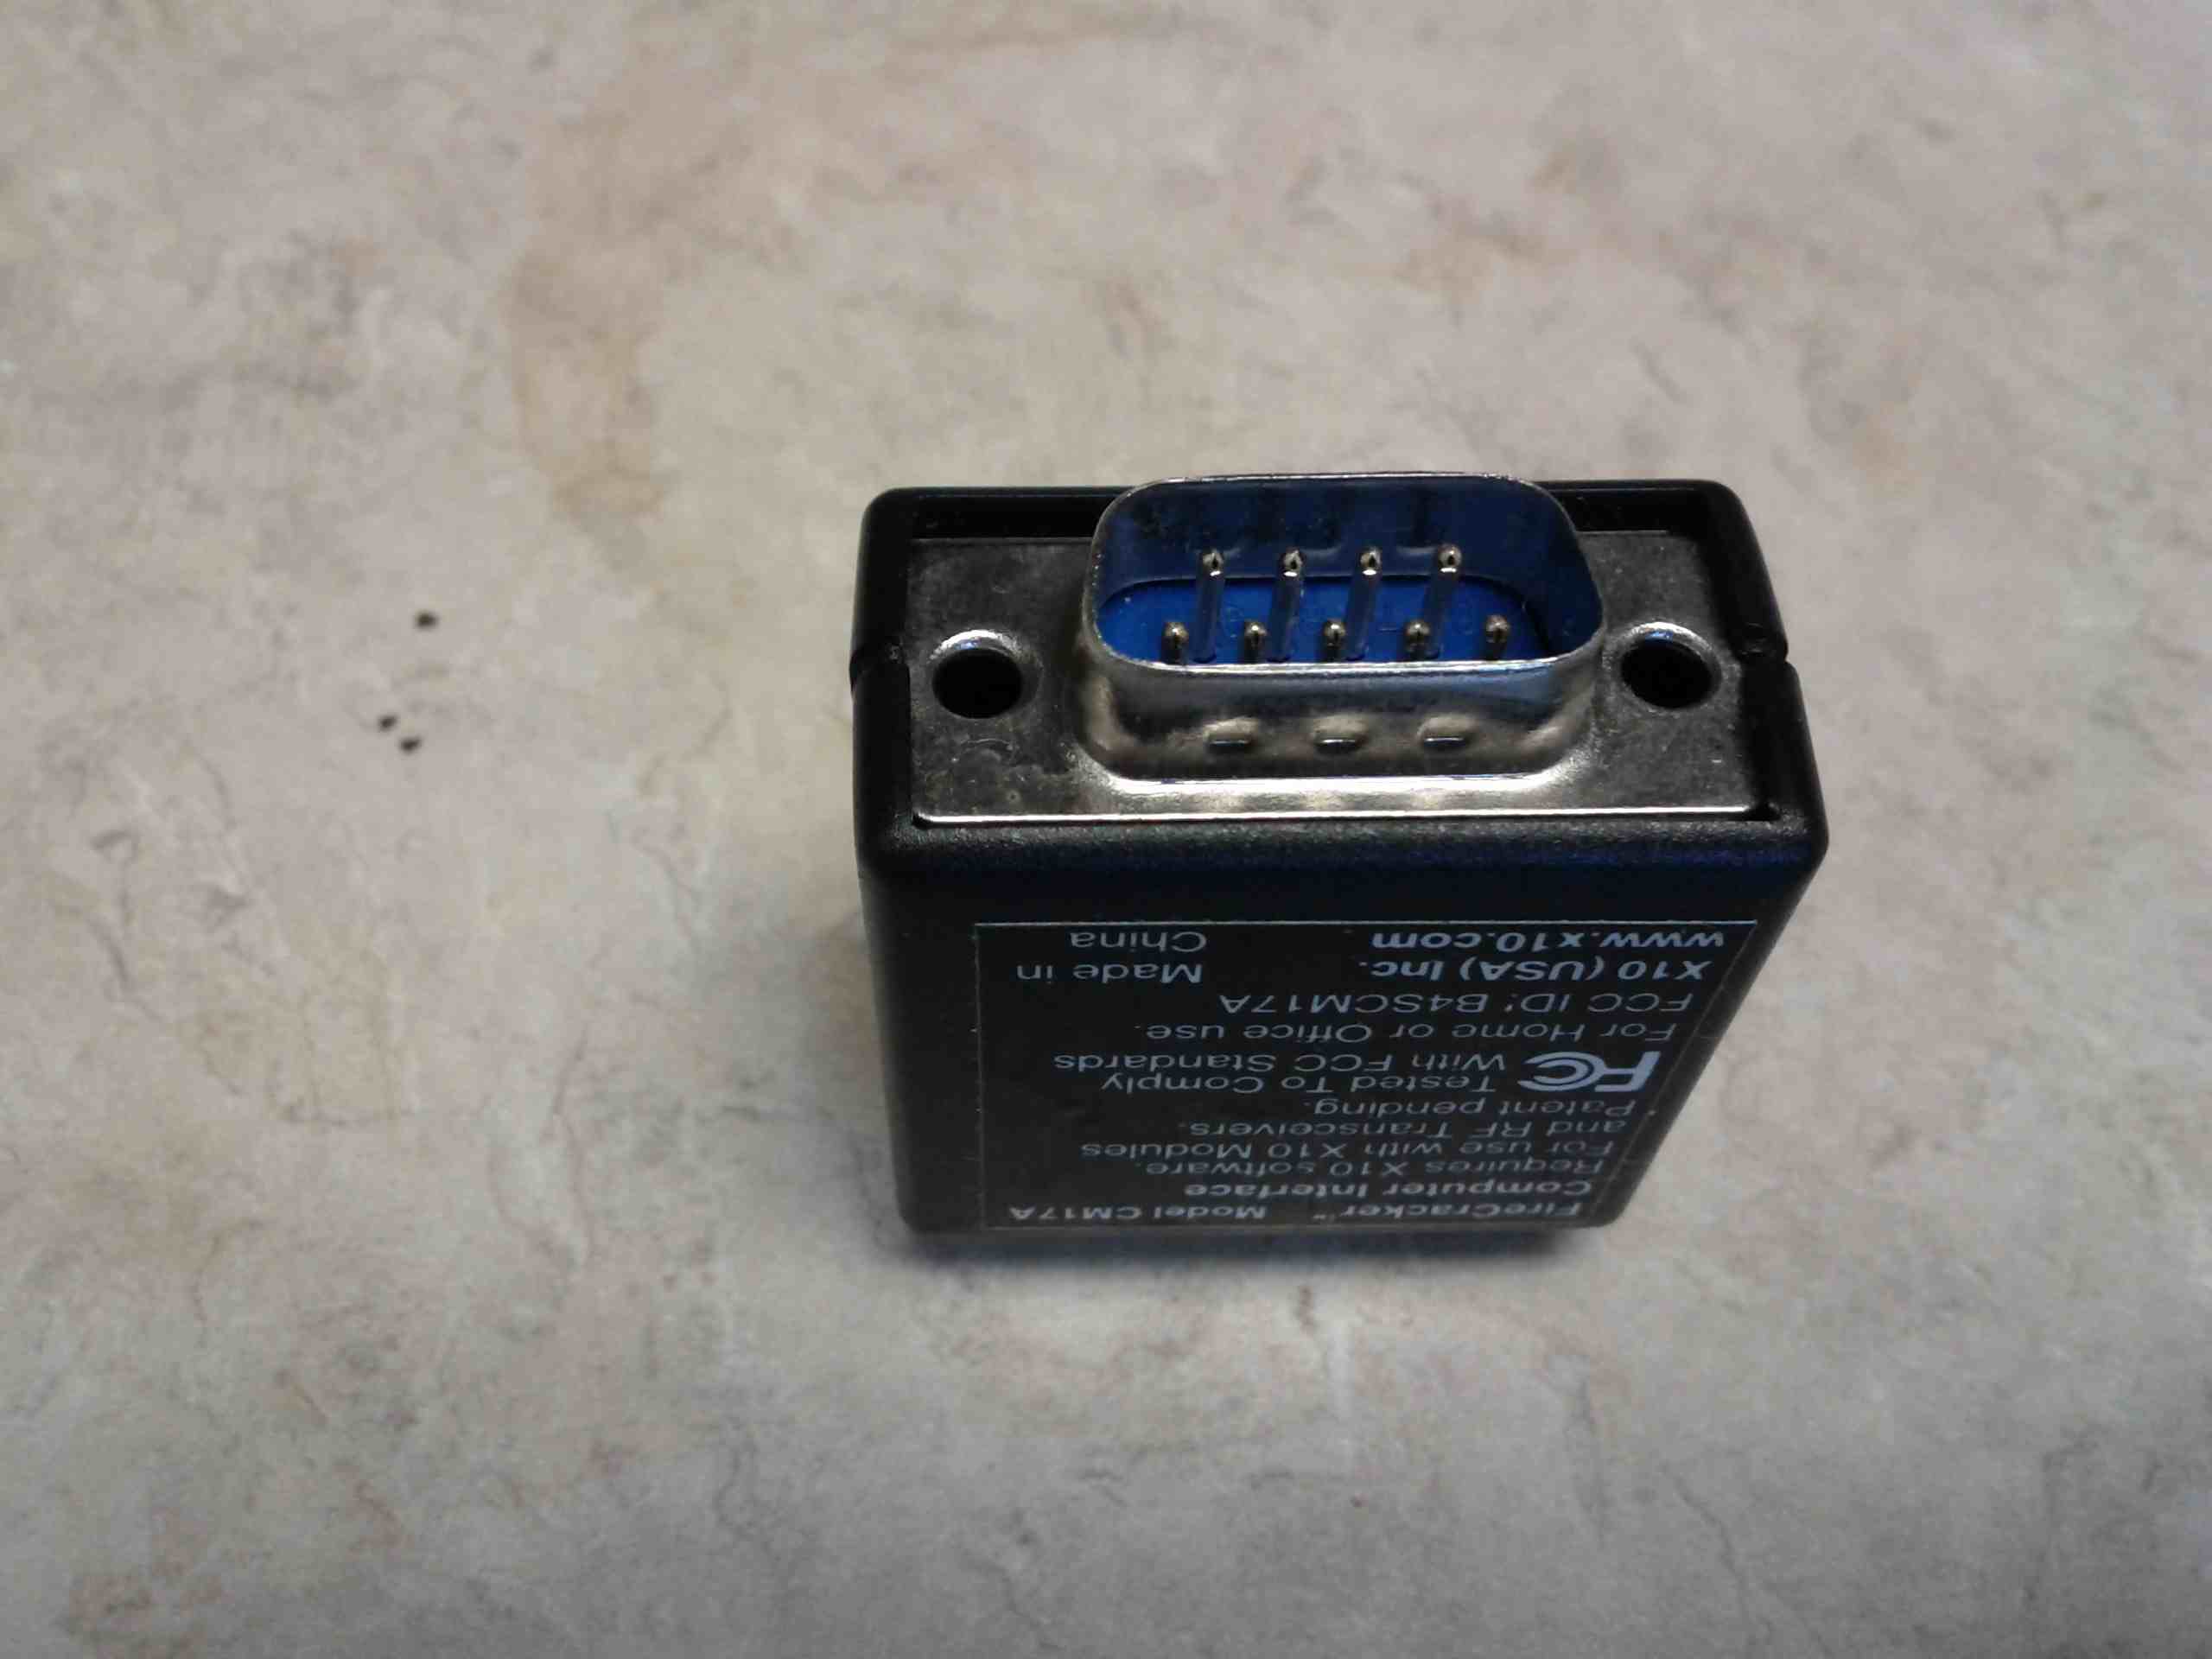 FireCracker™ Model CM17A
Computer Interface
Requires X10 software.
For use with X10 Modules
and RF Transceivers.
Patent pending.
FC Tested To Comply
With FCC Standards
For Home or Office use.
FCC ID: B4SCM17A
X10 (USA) Inc. Made in
www.x10.com China